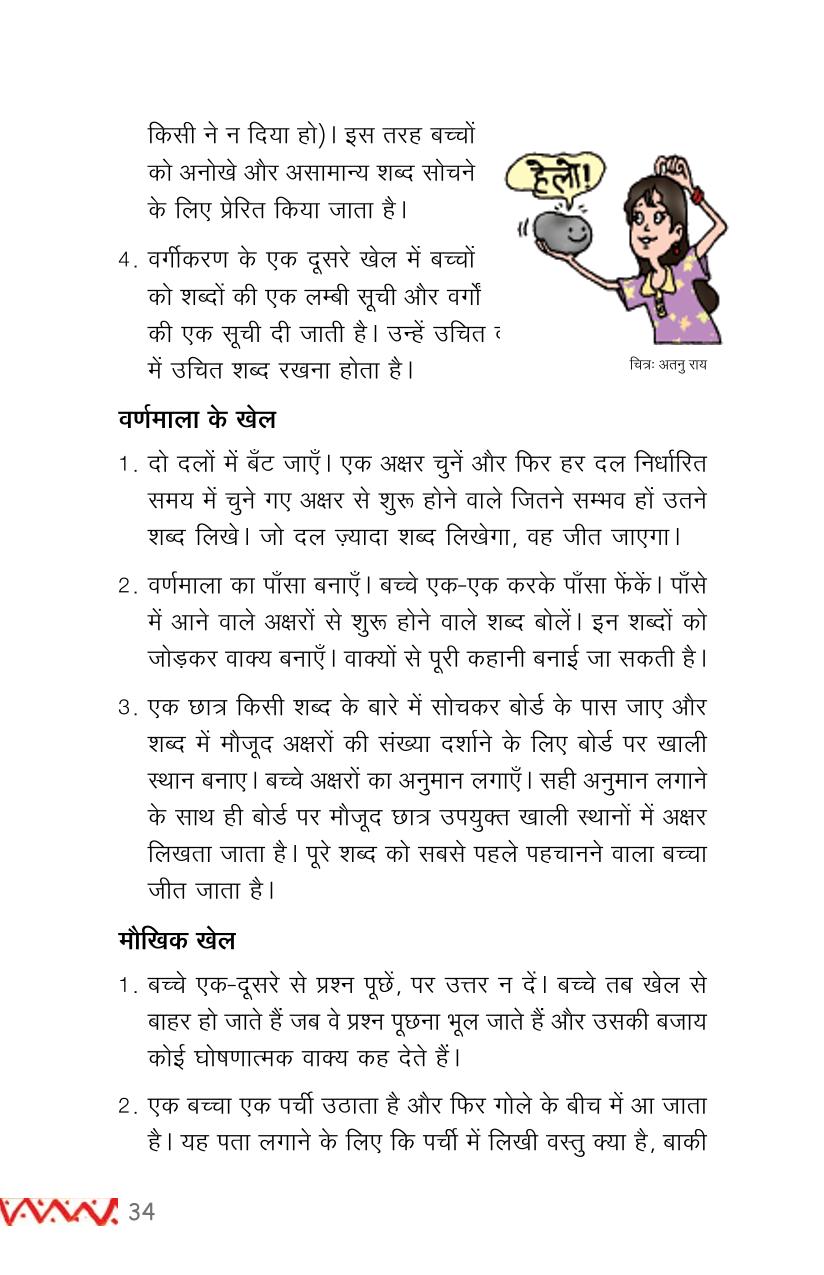 किसी ने न दिया हो)। इस तरह बच्चों
को अनोखे और असामान्य शब्द सोचने
के लिए प्रेरित किया जाता है।
हेलो!
4. वर्गीकरण के एक दूसरे खेल में बच्चों
को शब्दों की एक लम्बी सूची और वर्गों
की एक सूची दी जाती है। उन्हें उचित
में उचित शब्द रखना होता है।
चित्रः अतनु राय
वर्णमाला के खेल
1. दो दलों में बँट जाएँ। एक अक्षर चुनें और फिर हर दल निर्धारित
समय में चुने गए अक्षर से शुरू होने वाले जितने सम्भव हों उतने
शब्द लिखे। जो दल ज़्यादा शब्द लिखेगा, वह जीत जाएगा।
2. वर्णमाला का पाँसा बनाएँ। बच्चे एक-एक करके पाँसा फेंकें। पाँसे
में आने वाले अक्षरों से शुरू होने वाले शब्द बोलें। इन शब्दों को
जोड़कर वाक्य बनाएँ। वाक्यों से पूरी कहानी बनाई जा सकती है।
3. एक छात्र किसी शब्द के बारे में सोचकर बोर्ड के पास जाए और
शब्द में मौजूद अक्षरों की संख्या दर्शाने के लिए बोर्ड पर खाली
स्थान बनाए। बच्चे अक्षरों का अनुमान लगाएँ। सही अनुमान लगाने
के साथ ही बोर्ड पर मौजूद छात्र उपयुक्त खाली स्थानों में अक्षर
लिखता जाता है। पूरे शब्द को सबसे पहले पहचानने वाला बच्चा
जीत जाता है।
मौखिक खेल
1. बच्चे एक-दूसरे से प्रश्न पूछें, पर उत्तर न दें। बच्चे तब खेल से
बाहर हो जाते हैं जब वे प्रश्न पूछना भूल जाते हैं और उसकी बजाय
कोई घोषणात्मक वाक्य कह देते हैं।
2. एक बच्चा एक पर्ची उठाता है और फिर गोले के बीच में आ जाता
है। यह पता लगाने के लिए कि पर्ची में लिखी वस्तु क्या है, बाकी
34